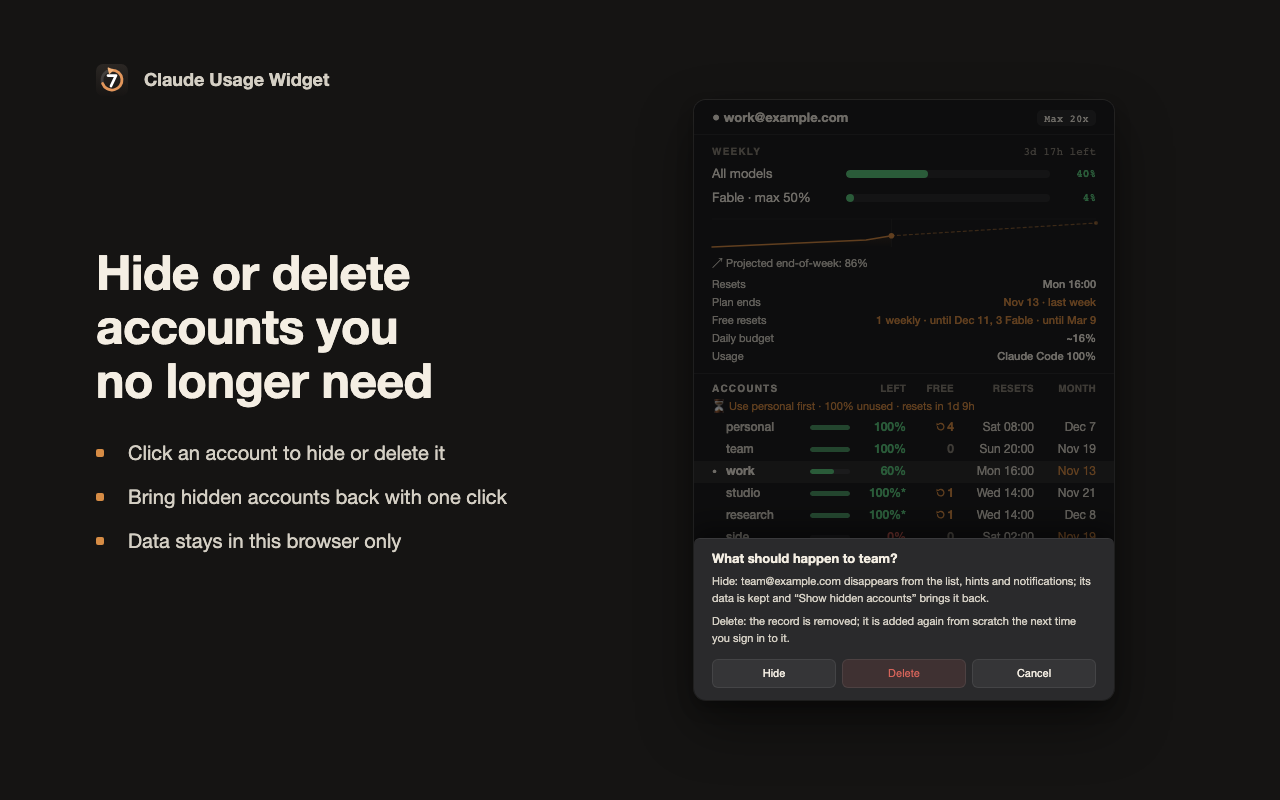 7
Claude Usage Widget
Hide or delete
accounts you
no longer need
Click an account to hide or delete it
Bring hidden accounts back with one click
Data stays in this browser only
work@example.com Max 20x
WEEKLY 3d 17h left
All models 40%
Fable · max 50% 4%
Projected end-of-week: 86%
Resets Mon 16:00
Plan ends Nov 13 · last week
Free resets 1 weekly · until Dec 11, 3 Fable · until Mar 9
Daily budget ~16%
Usage Claude Code 100%
ACCOUNTS LEFT FREE RESETS MONTH
Use personal first · 100% unused · resets in 1d 9h
personal 100% 4 Sat 08:00 Dec 7
team 100% 0 Sun 20:00 Nov 19
work 60% Mon 16:00 Nov 13
studio 100%* 1 Wed 14:00 Nov 21
research 100%* 1 Wed 14:00 Dec 8
side 0% 0 Sat 02:00 Nov 19
What should happen to team?
Hide: team@example.com disappears from the list, hints and notifications; its
data is kept and “Show hidden accounts” brings it back.
Delete: the record is removed; it is added again from scratch the next time
you sign in to it.
Hide Delete Cancel